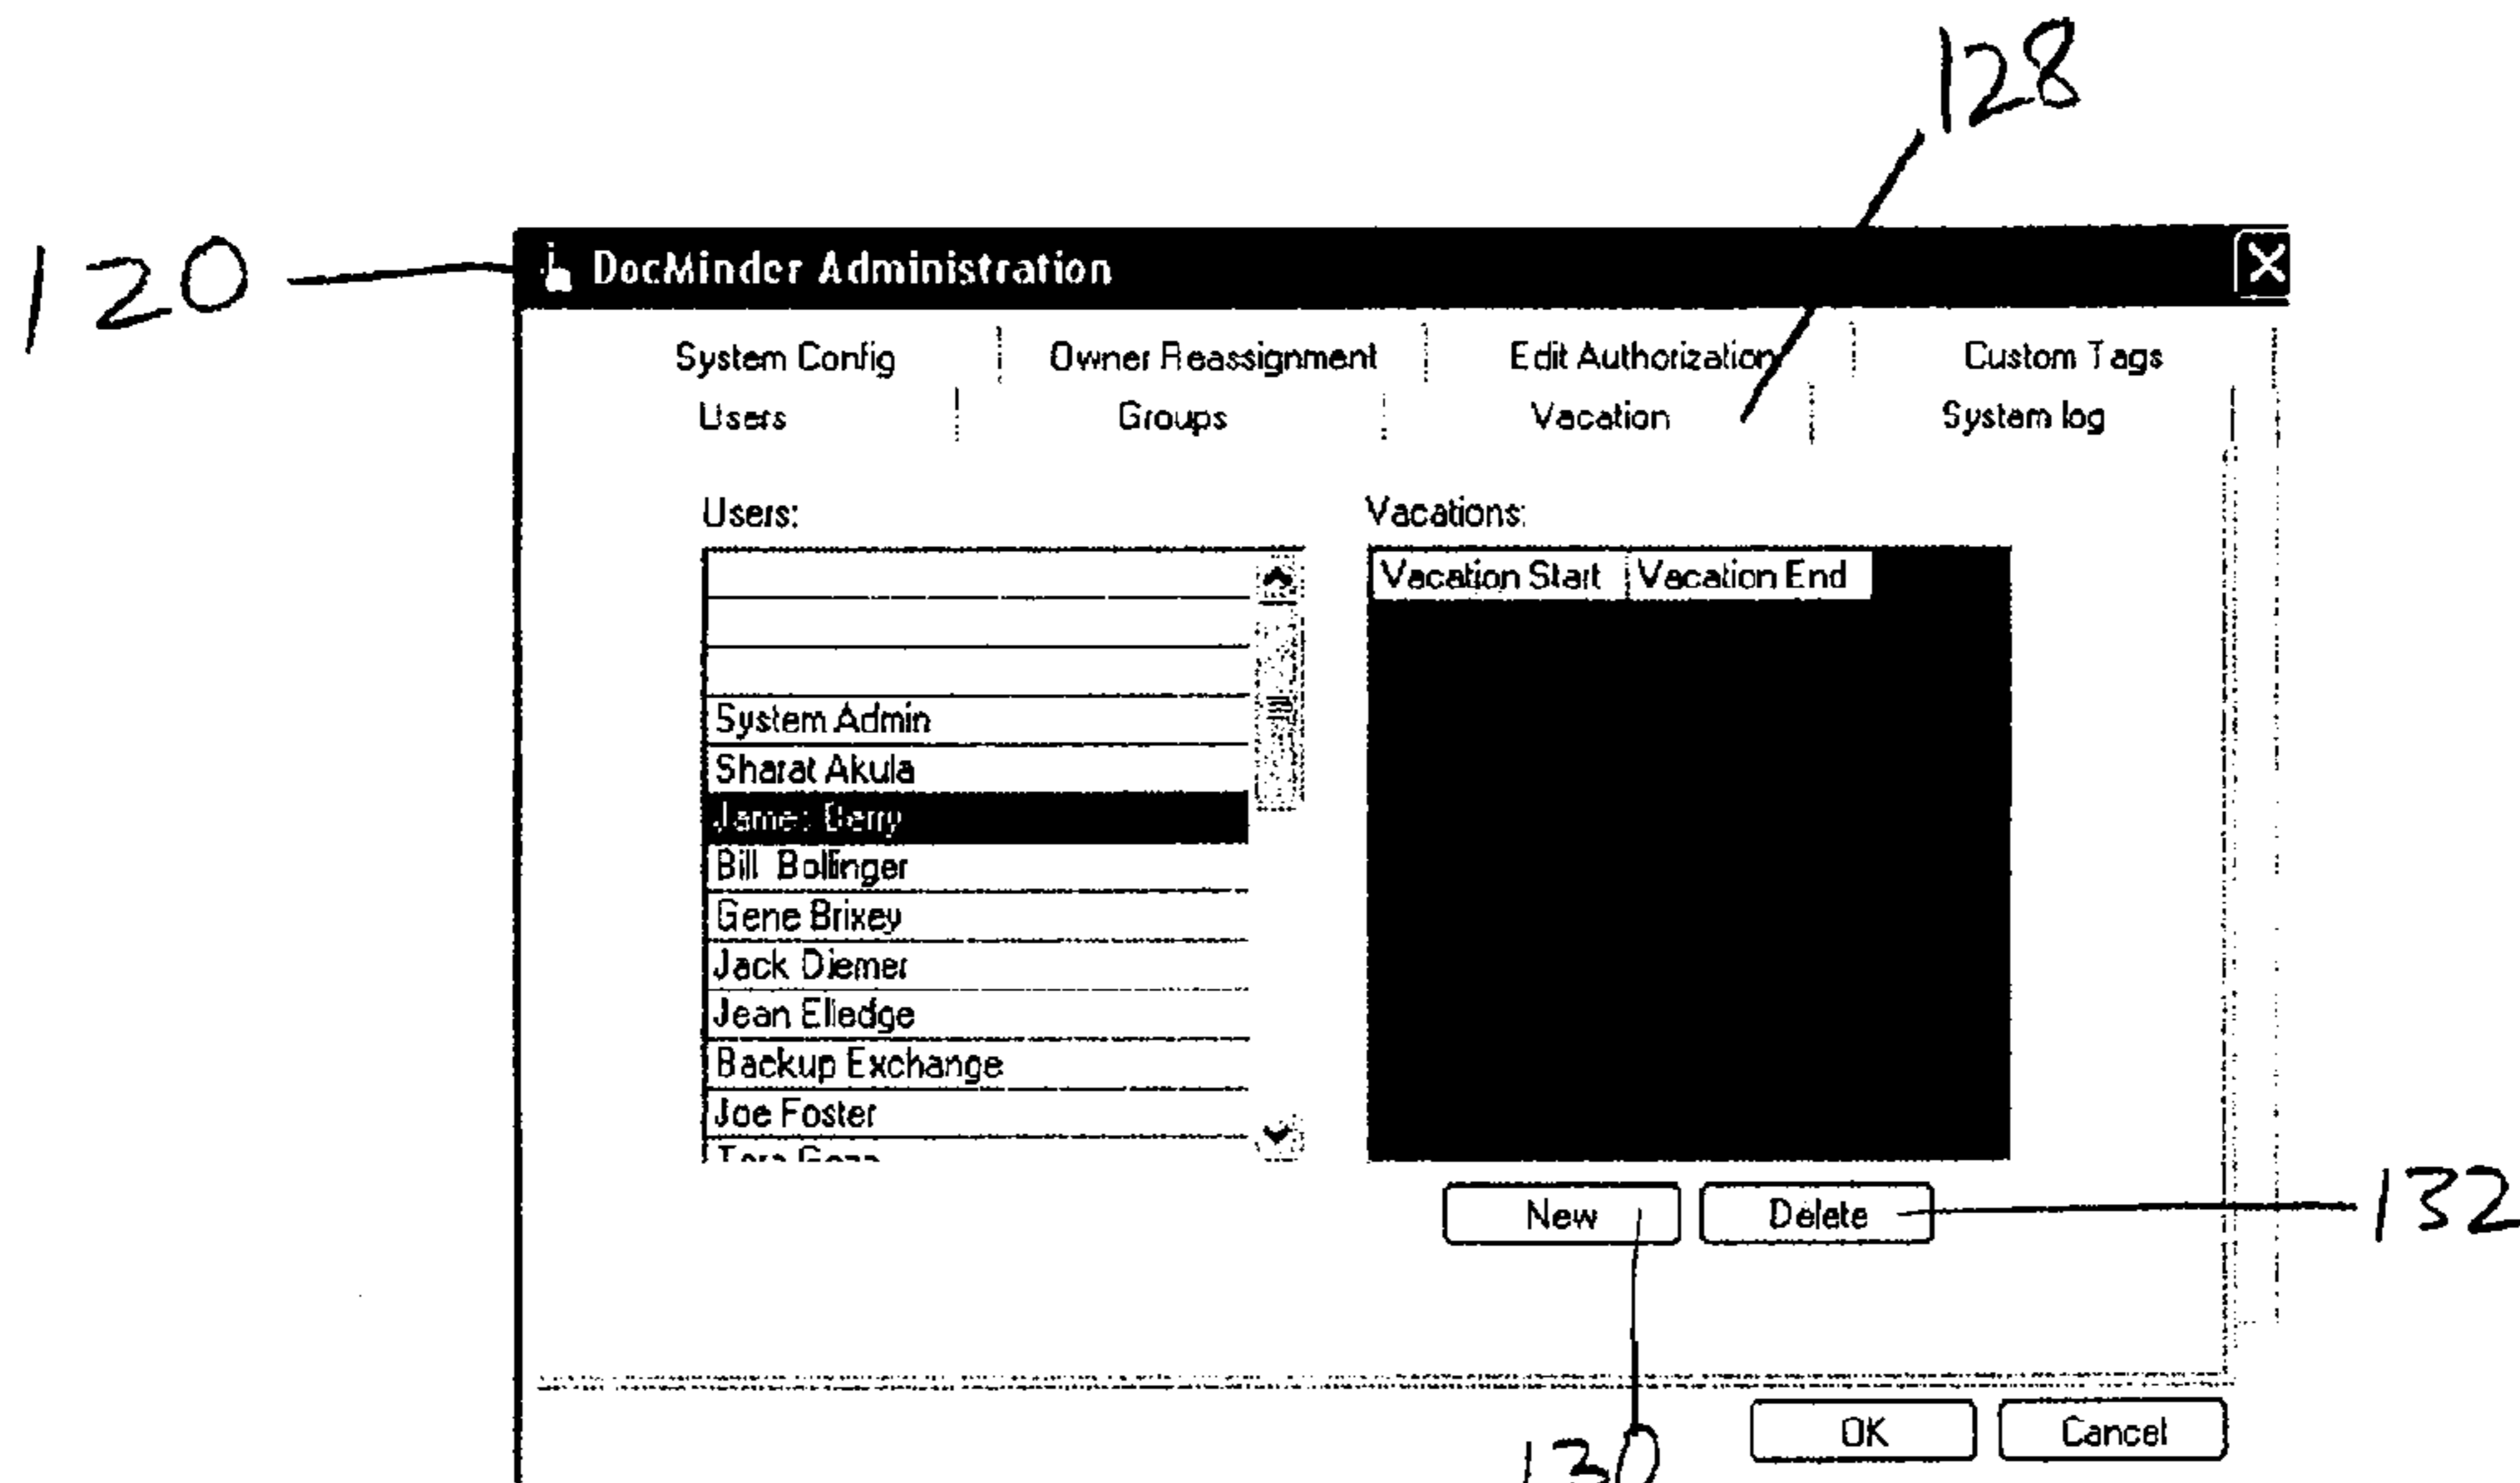 128
120
DocMinder Administration
System Config Owner Reassignment Edit Authorization Custom Tags
Users Groups Vacation System log
Users: Vacations:
Vacation Start Vacation End
System Admin
Sharat Akula
James Barry
Bill Bollinger
Gene Brixey
Jack Diemer
Jean Elledge
Backup Exchange
Joe Foster
New Delete 132
OK Cancel
130